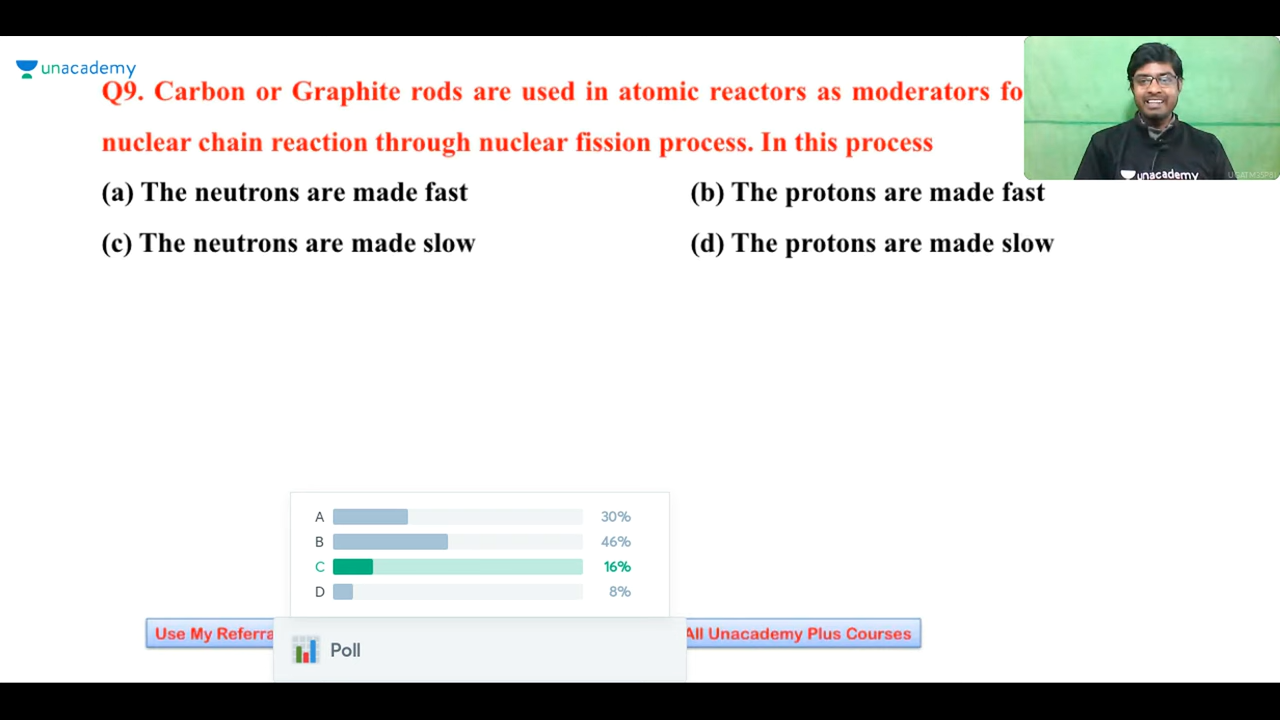 unacademy
Q9. Carbon or Graphite rods are used in atomic reactors as moderators fo
nuclear chain reaction through nuclear fission process. In this process
(a) The neutrons are made fast
(b) The protons are made fast
(c) The neutrons are made slow
(d) The protons are made slow
unacademy
A 30%
B 46%
C 16%
D 8%
Use My Referra
All Unacademy Plus Courses
Poll